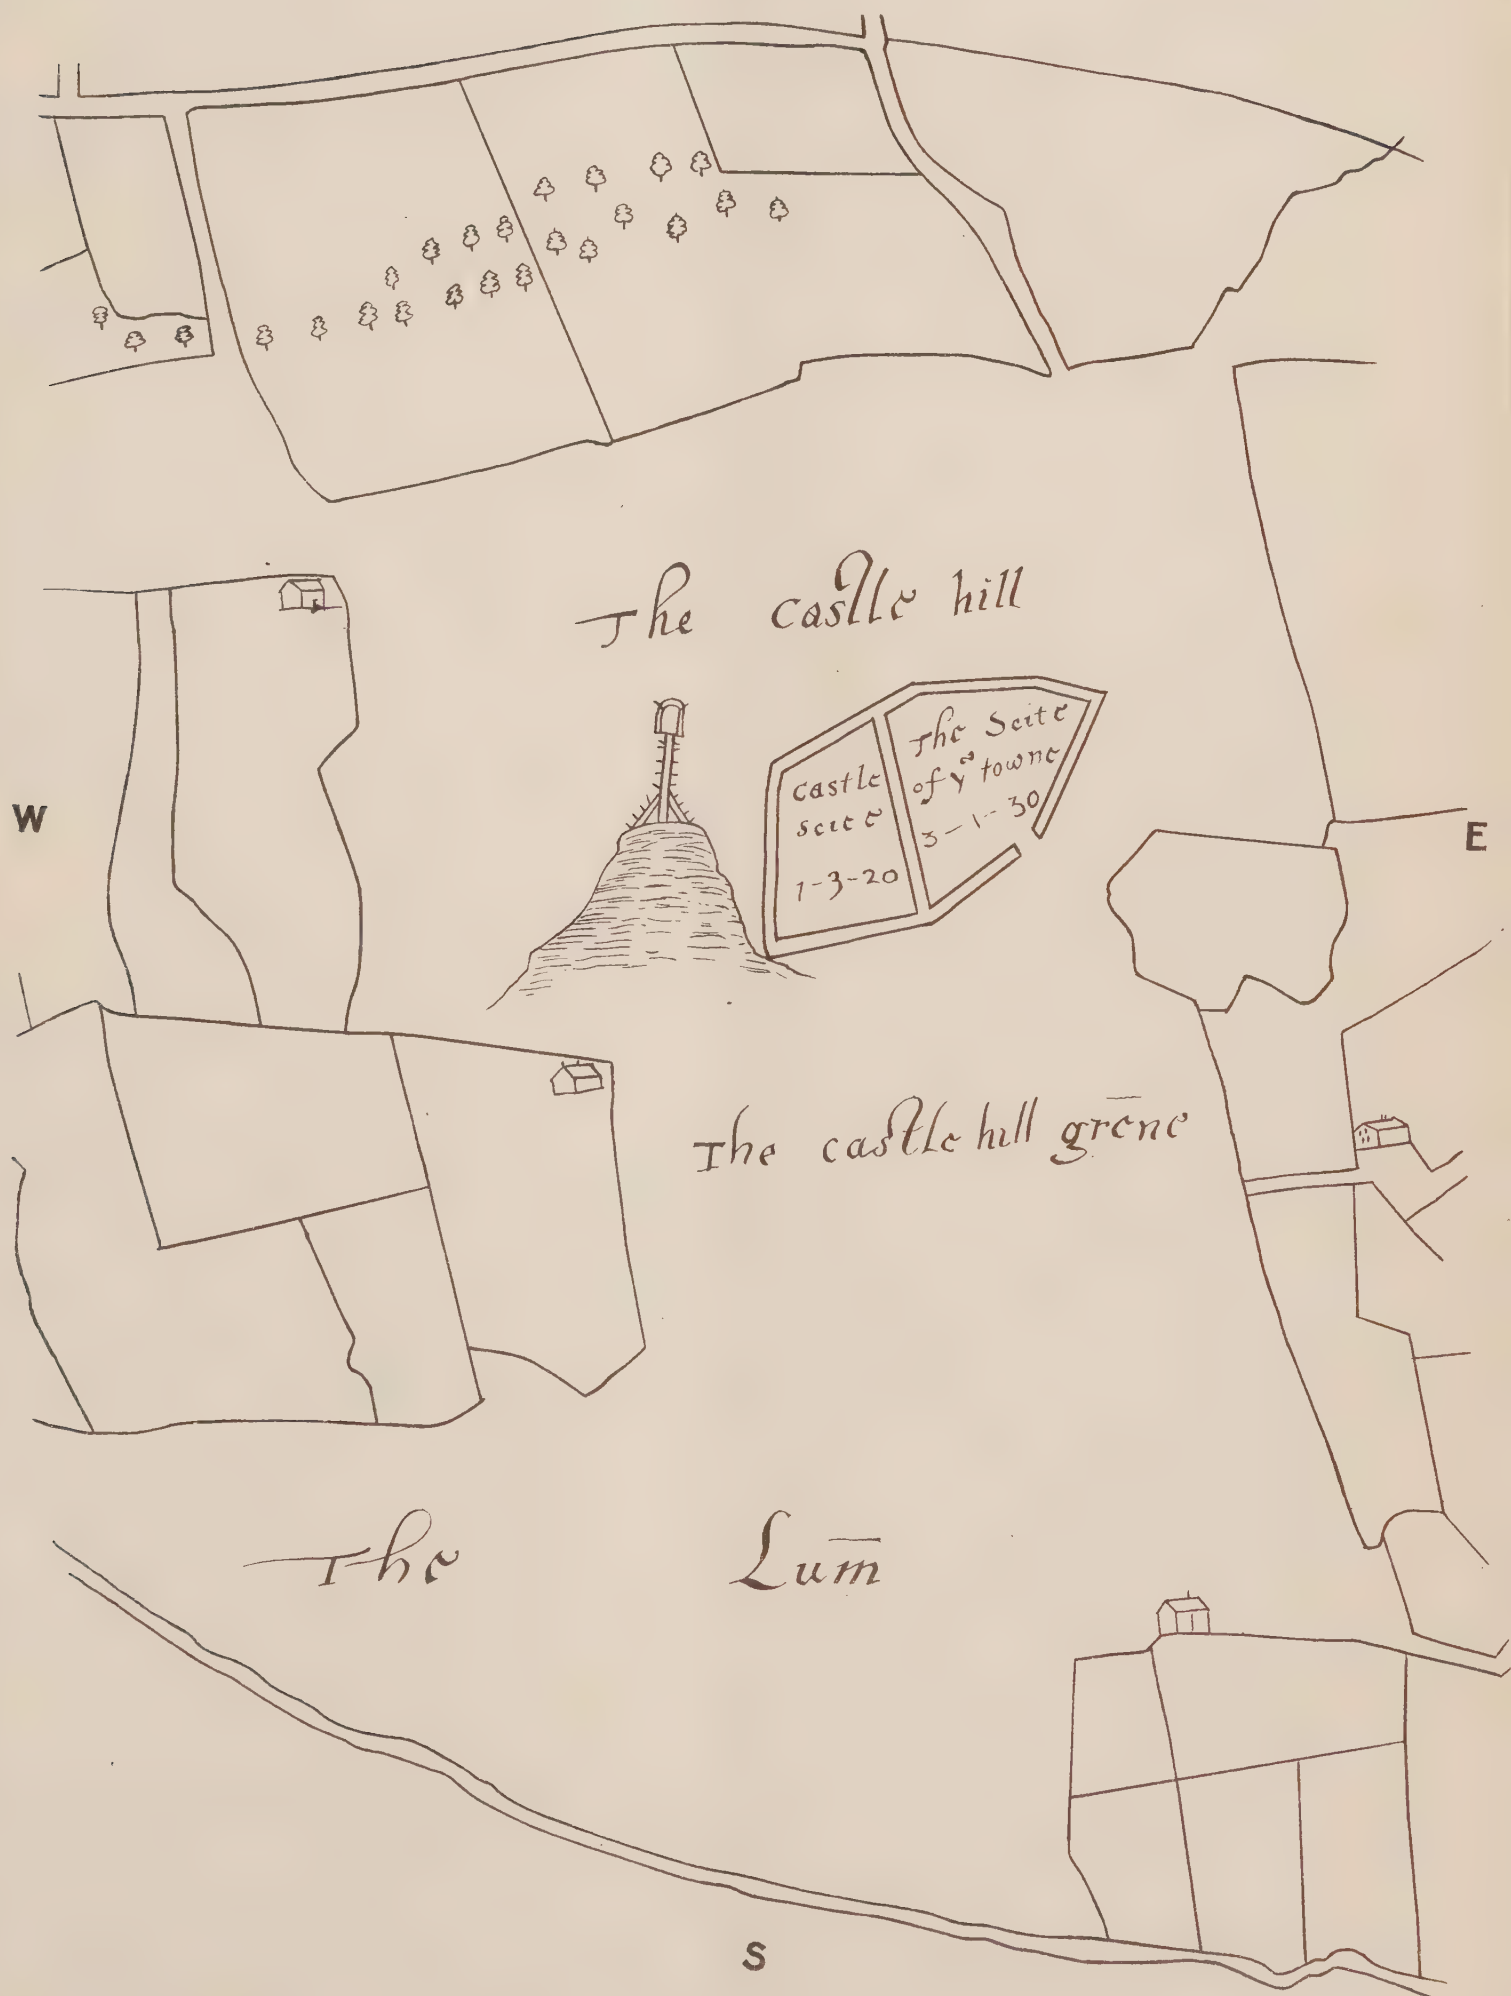 The castle hill
castle
scite
1-3-20
The Scite
of yᵉ towne
3-1-30
W
E
The castle hill grēne
The Lum̄
S